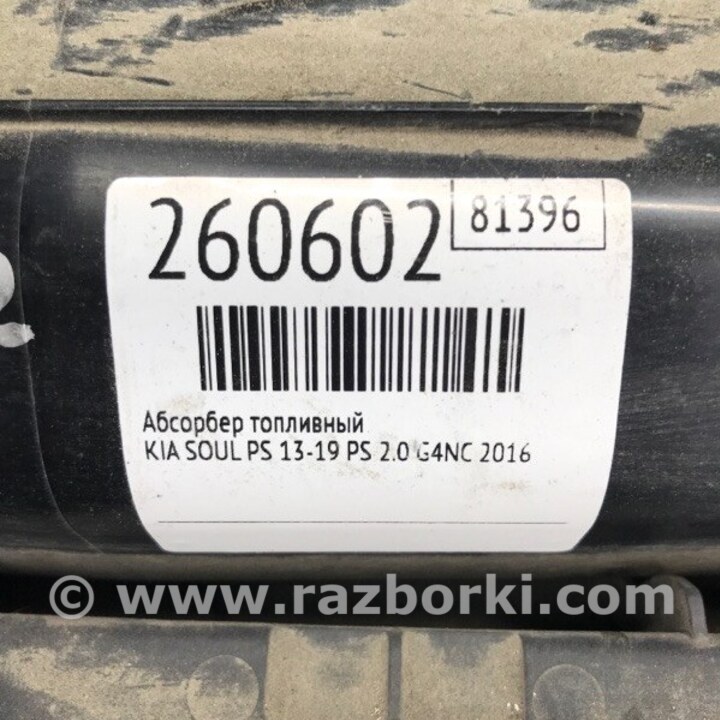 260602
81396
Абсорбер топливный
KIA SOUL PS 13-19 PS 2.0 G4NC 2016
© www.razborki.com